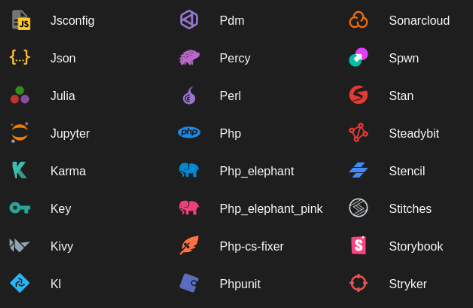 Jsconfig
Pdm
Sonarcloud
Json
Percy
Spwn
Julia
Perl
Stan
Jupyter
php
Php
Steadybit
Karma
Php_elephant
Stencil
Key
Php_elephant_pink
Stitches
Kivy
Php-cs-fixer
Storybook
Kl
Phpunit
Stryker